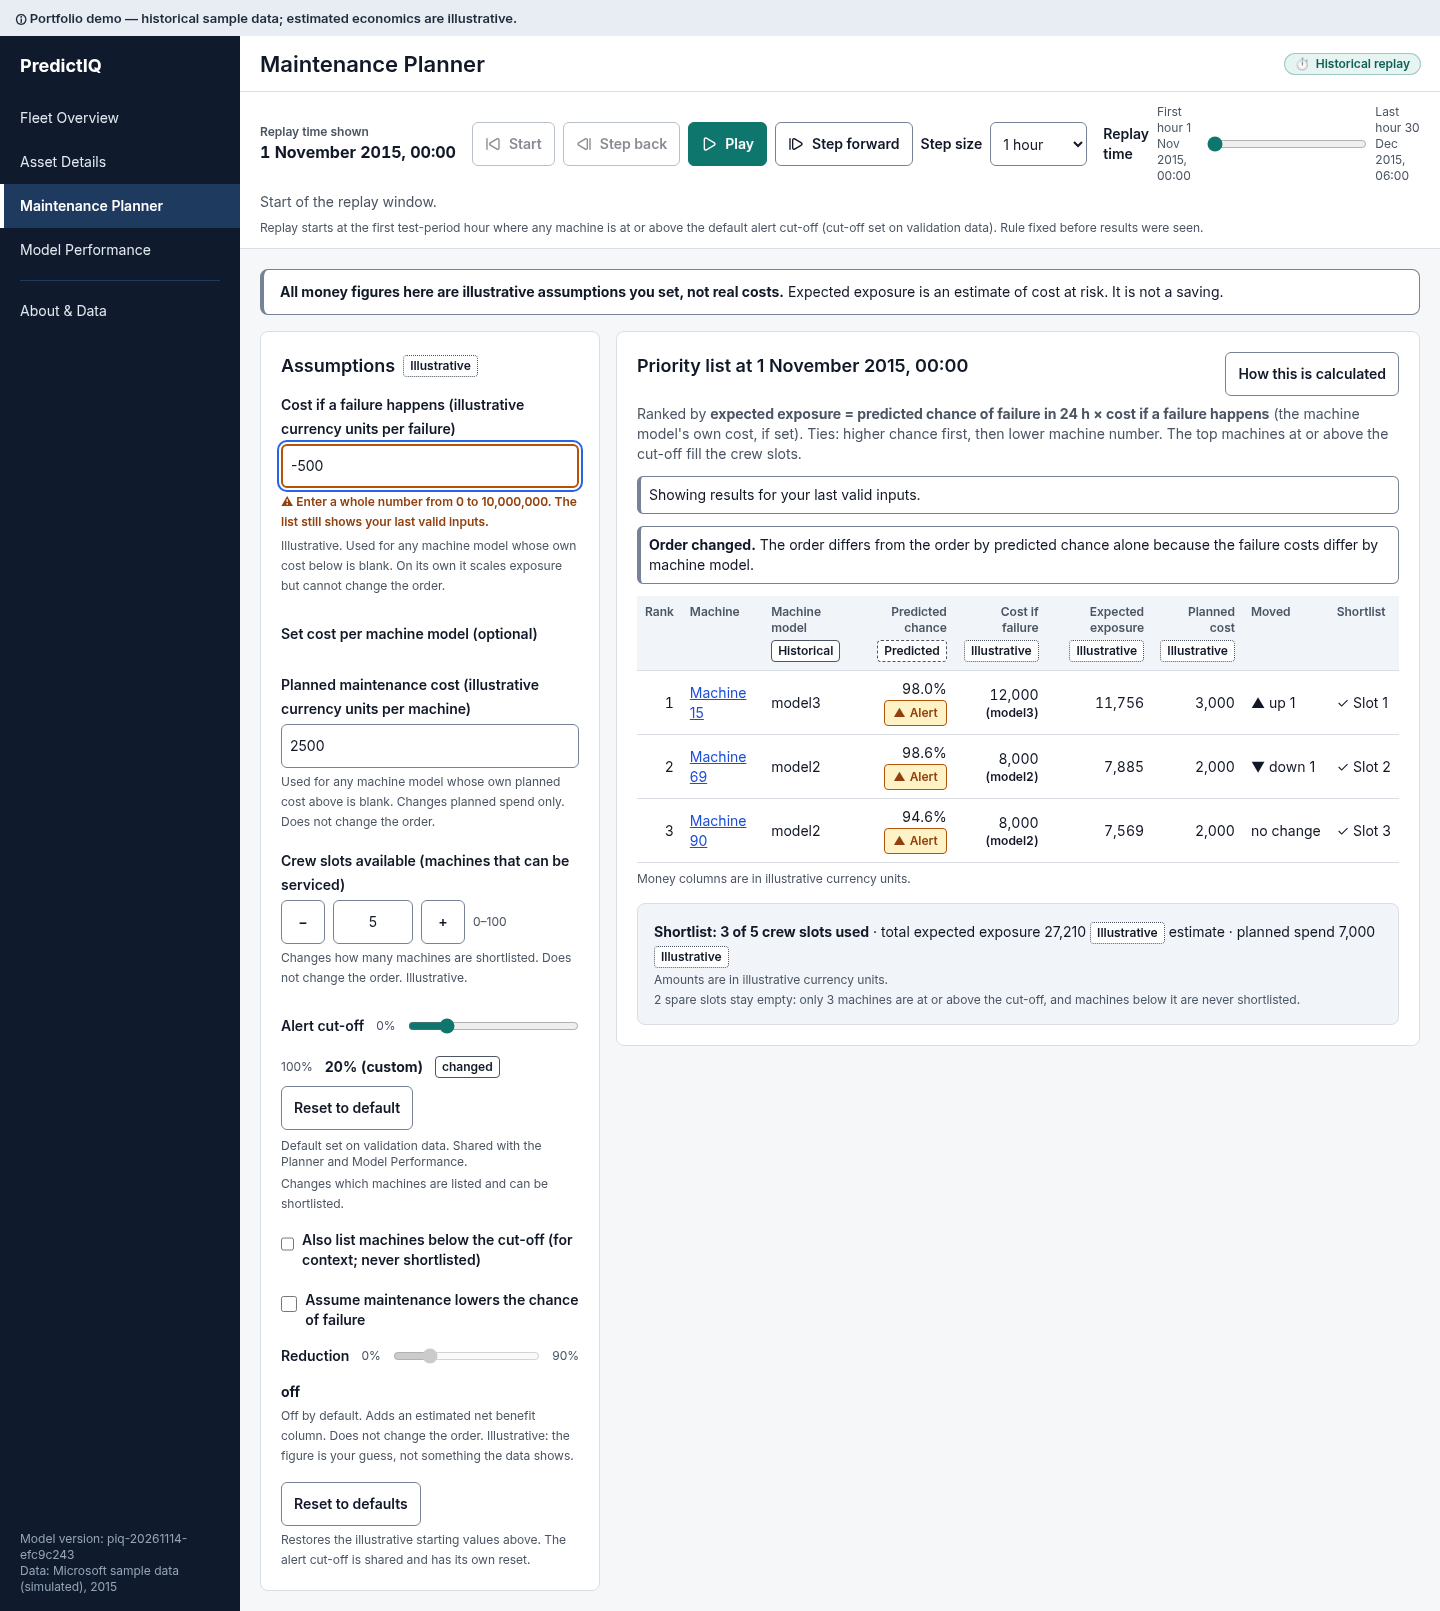 Portfolio demo — historical sample data; estimated economics are illustrative.
PredictIQ
Fleet Overview
Asset Details
Maintenance Planner
Model Performance
About & Data
Model version: piq-20261114-
efc9c243
Data: Microsoft sample data
(simulated), 2015
Maintenance Planner
Historical replay
Replay time shown
1 November 2015, 00:00
Start
Step back
Play
Step forward
Step size
1 hour
Replay
time
First
hour 1
Nov
2015,
00:00
Last
hour 30
Dec
2015,
06:00
Start of the replay window.
Replay starts at the first test-period hour where any machine is at or above the default alert cut-off (cut-off set on validation data). Rule fixed before results were seen.
All money figures here are illustrative assumptions you set, not real costs. Expected exposure is an estimate of cost at risk. It is not a saving.
Assumptions Illustrative
Cost if a failure happens (illustrative
currency units per failure)
-500
⚠ Enter a whole number from 0 to 10,000,000. The
list still shows your last valid inputs.
Illustrative. Used for any machine model whose own
cost below is blank. On its own it scales exposure
but cannot change the order.
Set cost per machine model (optional)
Planned maintenance cost (illustrative
currency units per machine)
2500
Used for any machine model whose own planned
cost above is blank. Changes planned spend only.
Does not change the order.
Crew slots available (machines that can be
serviced)
− 5 + 0–100
Changes how many machines are shortlisted. Does
not change the order. Illustrative.
Alert cut-off 0%
100% 20% (custom) changed
Reset to default
Default set on validation data. Shared with the
Planner and Model Performance.
Changes which machines are listed and can be
shortlisted.
Also list machines below the cut-off (for
context; never shortlisted)
Assume maintenance lowers the chance
of failure
Reduction 0% 90%
off
Off by default. Adds an estimated net benefit
column. Does not change the order. Illustrative: the
figure is your guess, not something the data shows.
Reset to defaults
Restores the illustrative starting values above. The
alert cut-off is shared and has its own reset.
Priority list at 1 November 2015, 00:00
How this is calculated
Ranked by expected exposure = predicted chance of failure in 24 h × cost if a failure happens (the machine
model's own cost, if set). Ties: higher chance first, then lower machine number. The top machines at or above the
cut-off fill the crew slots.
Showing results for your last valid inputs.
Order changed. The order differs from the order by predicted chance alone because the failure costs differ by
machine model.
Rank Machine Machine model Historical Predicted chance Predicted Cost if failure Illustrative Expected exposure Illustrative Planned cost Illustrative Moved Shortlist
1 Machine 15 model3 98.0% ▲ Alert 12,000 (model3) 11,756 3,000 ▲ up 1 ✓ Slot 1
2 Machine 69 model2 98.6% ▲ Alert 8,000 (model2) 7,885 2,000 ▼ down 1 ✓ Slot 2
3 Machine 90 model2 94.6% ▲ Alert 8,000 (model2) 7,569 2,000 no change ✓ Slot 3
Money columns are in illustrative currency units.
Shortlist: 3 of 5 crew slots used · total expected exposure 27,210 Illustrative estimate · planned spend 7,000
Illustrative
Amounts are in illustrative currency units.
2 spare slots stay empty: only 3 machines are at or above the cut-off, and machines below it are never shortlisted.